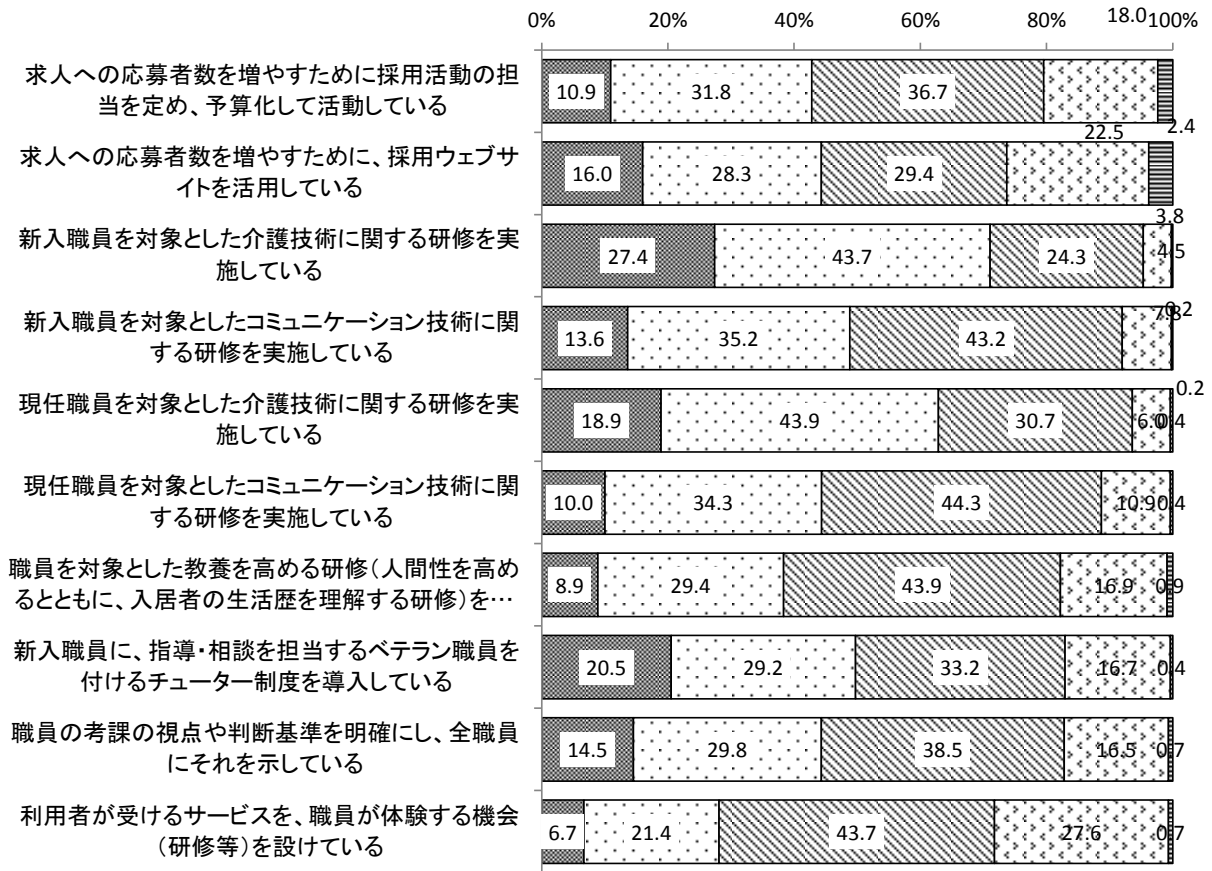 0% 20% 40% 60% 80% 100%
18.0
求人への応募者数を増やすために採用活動の担
当を定め、予算化して活動している
10.9 31.8 36.7
2.4
22.5
求人への応募者数を増やすために、採用ウェブサ
イトを活用している
16.0 28.3 29.4
3.8
新入職員を対象とした介護技術に関する研修を実
施している
27.4 43.7 24.3 4.5
0.2
新入職員を対象としたコミュニケーション技術に関
する研修を実施している
13.6 35.2 43.2 7.8
0.2
現任職員を対象とした介護技術に関する研修を実
施している
18.9 43.9 30.7 6.0 0.4
現任職員を対象としたコミュニケーション技術に関
する研修を実施している
10.0 34.3 44.3 10.9 0.4
職員を対象とした教養を高める研修（人間性を高め
るとともに、入居者の生活歴を理解する研修）を…
8.9 29.4 43.9 16.9 0.9
新入職員に、指導・相談を担当するベテラン職員を
付けるチューター制度を導入している
20.5 29.2 33.2 16.7 0.4
職員の考課の視点や判断基準を明確にし、全職員
にそれを示している
14.5 29.8 38.5 16.5 0.7
利用者が受けるサービスを、職員が体験する機会
（研修等）を設けている
6.7 21.4 43.7 27.6 0.7